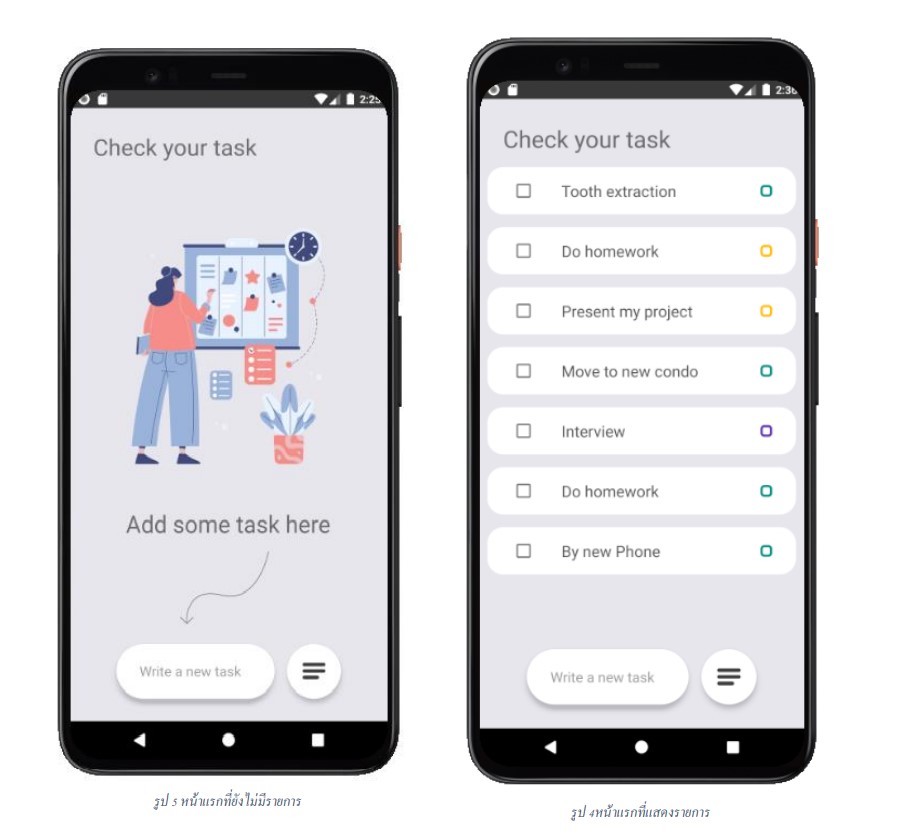 2:25
Check your task
Add some task here
Write a new task
รูป 5 หน้าแรกที่ยังไม่มีรายการ
2:36
Check your task
Tooth extraction
Do homework
Present my project
Move to new condo
Interview
Do homework
By new Phone
Write a new task
รูป 4หน้าแรกที่แสดงรายการ